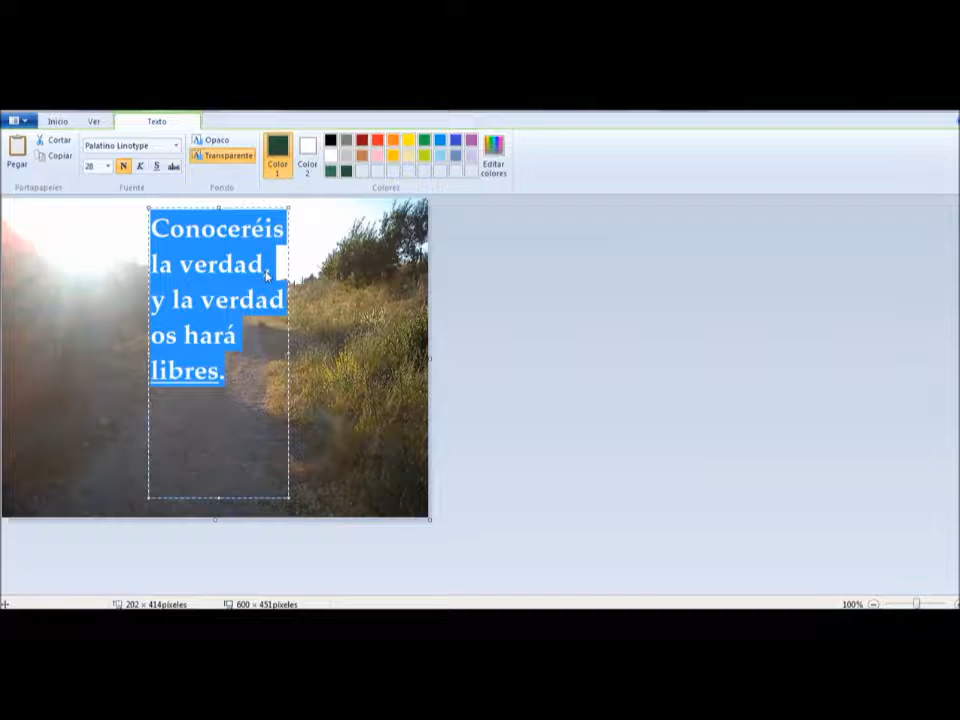 Inicio Ver Texto
Pegar Cortar Copiar
Portapapeles
Palatino Linotype
28 N K S abc
Fuente
Opaco
Transparente
Fondo
Color 1
Color 2
Editar colores
Colores
Conoceréis
la verdad,
y la verdad
os hará
libres.
202 × 414píxeles 600 × 451píxeles 100%